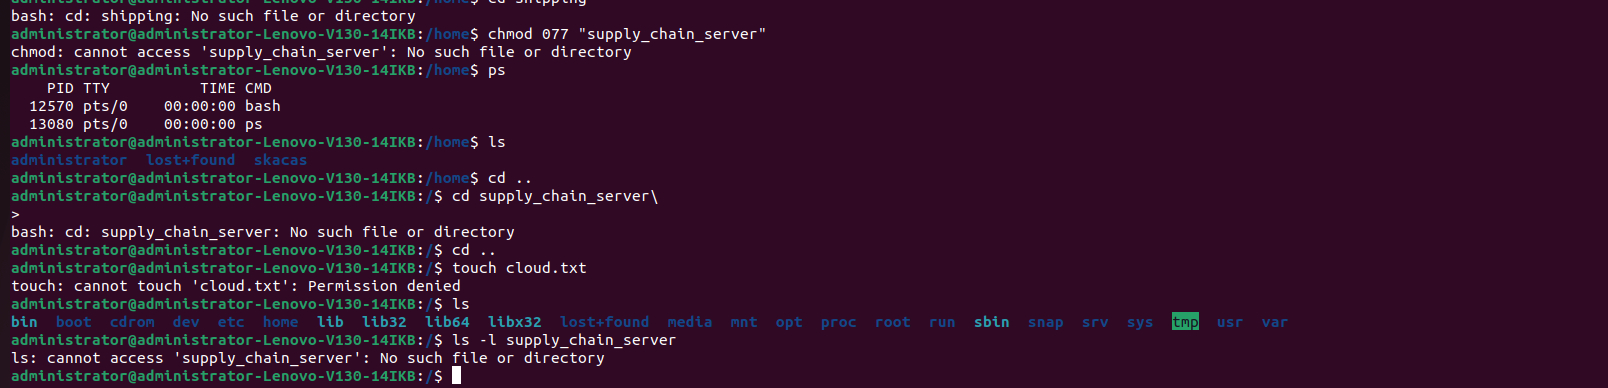 cd shipping
bash: cd: shipping: No such file or directory
administrator@administrator-Lenovo-V130-14IKB:/home$ chmod 077 "supply_chain_server"
chmod: cannot access 'supply_chain_server': No such file or directory
administrator@administrator-Lenovo-V130-14IKB:/home$ ps
    PID TTY          TIME CMD
  12570 pts/0    00:00:00 bash
  13080 pts/0    00:00:00 ps
administrator@administrator-Lenovo-V130-14IKB:/home$ ls
administrator  lost+found  skacas
administrator@administrator-Lenovo-V130-14IKB:/home$ cd ..
administrator@administrator-Lenovo-V130-14IKB:/$ cd supply_chain_server\
>
bash: cd: supply_chain_server: No such file or directory
administrator@administrator-Lenovo-V130-14IKB:/$ cd ..
administrator@administrator-Lenovo-V130-14IKB:/$ touch cloud.txt
touch: cannot touch 'cloud.txt': Permission denied
administrator@administrator-Lenovo-V130-14IKB:/$ ls
bin  boot  cdrom  dev  etc  home  lib  lib32  lib64  libx32  lost+found  media  mnt  opt  proc  root  run  sbin  snap  srv  sys  tmp  usr  var
administrator@administrator-Lenovo-V130-14IKB:/$ ls -l supply_chain_server
ls: cannot access 'supply_chain_server': No such file or directory
administrator@administrator-Lenovo-V130-14IKB:/$